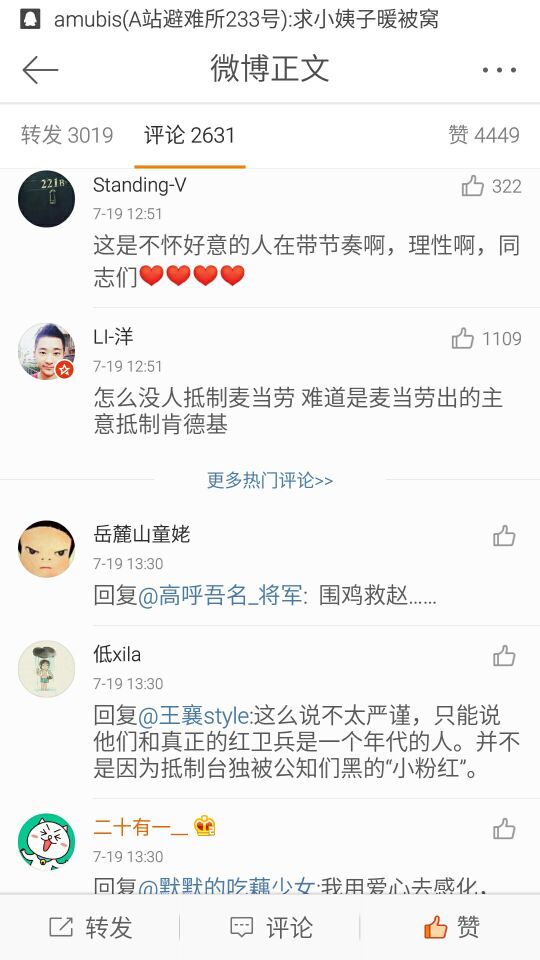 amubis(A站避难所233号):求小姨子暖被窝
微博正文
转发 3019 评论 2631 赞 4449
Standing-V 322
7-19 12:51
这是不怀好意的人在带节奏啊，理性啊，同
志们❤❤❤❤
LI-洋 1109
7-19 12:51
怎么没人抵制麦当劳 难道是麦当劳出的主
意抵制肯德基
更多热门评论>>
岳麓山童姥
7-19 13:30
回复@高呼吾名_将军: 围鸡救赵……
低xila
7-19 13:30
回复@王襄style:这么说不太严谨，只能说
他们和真正的红卫兵是一个年代的人。并不
是因为抵制台独被公知们黑的“小粉红”。
二十有一__
7-19 13:30
回复@默默的吃藕少女:我用爱心去感化，
转发 评论 赞